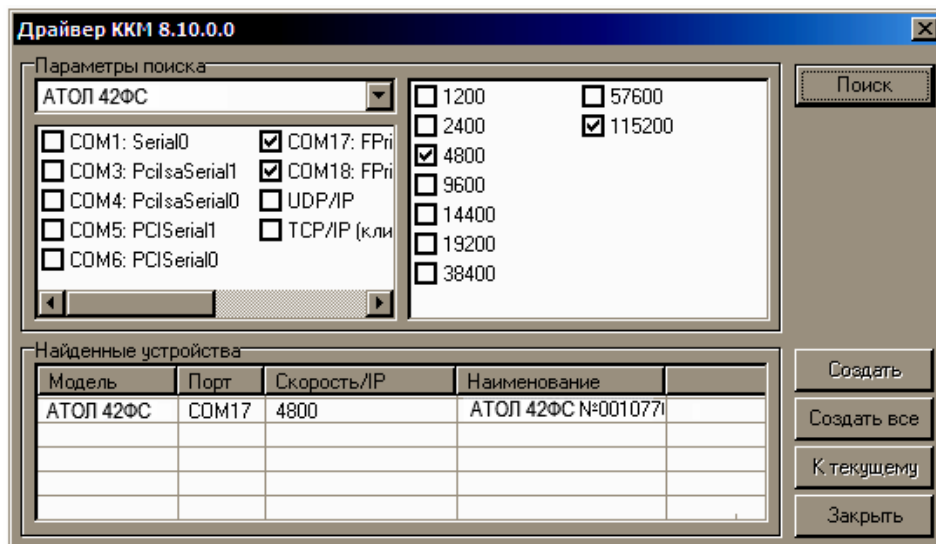 Драйвер ККМ 8.10.0.0
Параметры поиска
АТОЛ 42ФС
COM1: Serial0
COM3: PciIsaSerial1
COM4: PciIsaSerial0
COM5: PCISerial1
COM6: PCISerial0
COM17: FPri
COM18: FPri
UDP/IP
TCP/IP (кли
1200
2400
4800
9600
14400
19200
38400
57600
115200
Поиск
Найденные устройства
Модель Порт Скорость/IP Наименование
АТОЛ 42ФС COM17 4800 АТОЛ 42ФС №001077
Создать
Создать все
К текущему
Закрыть